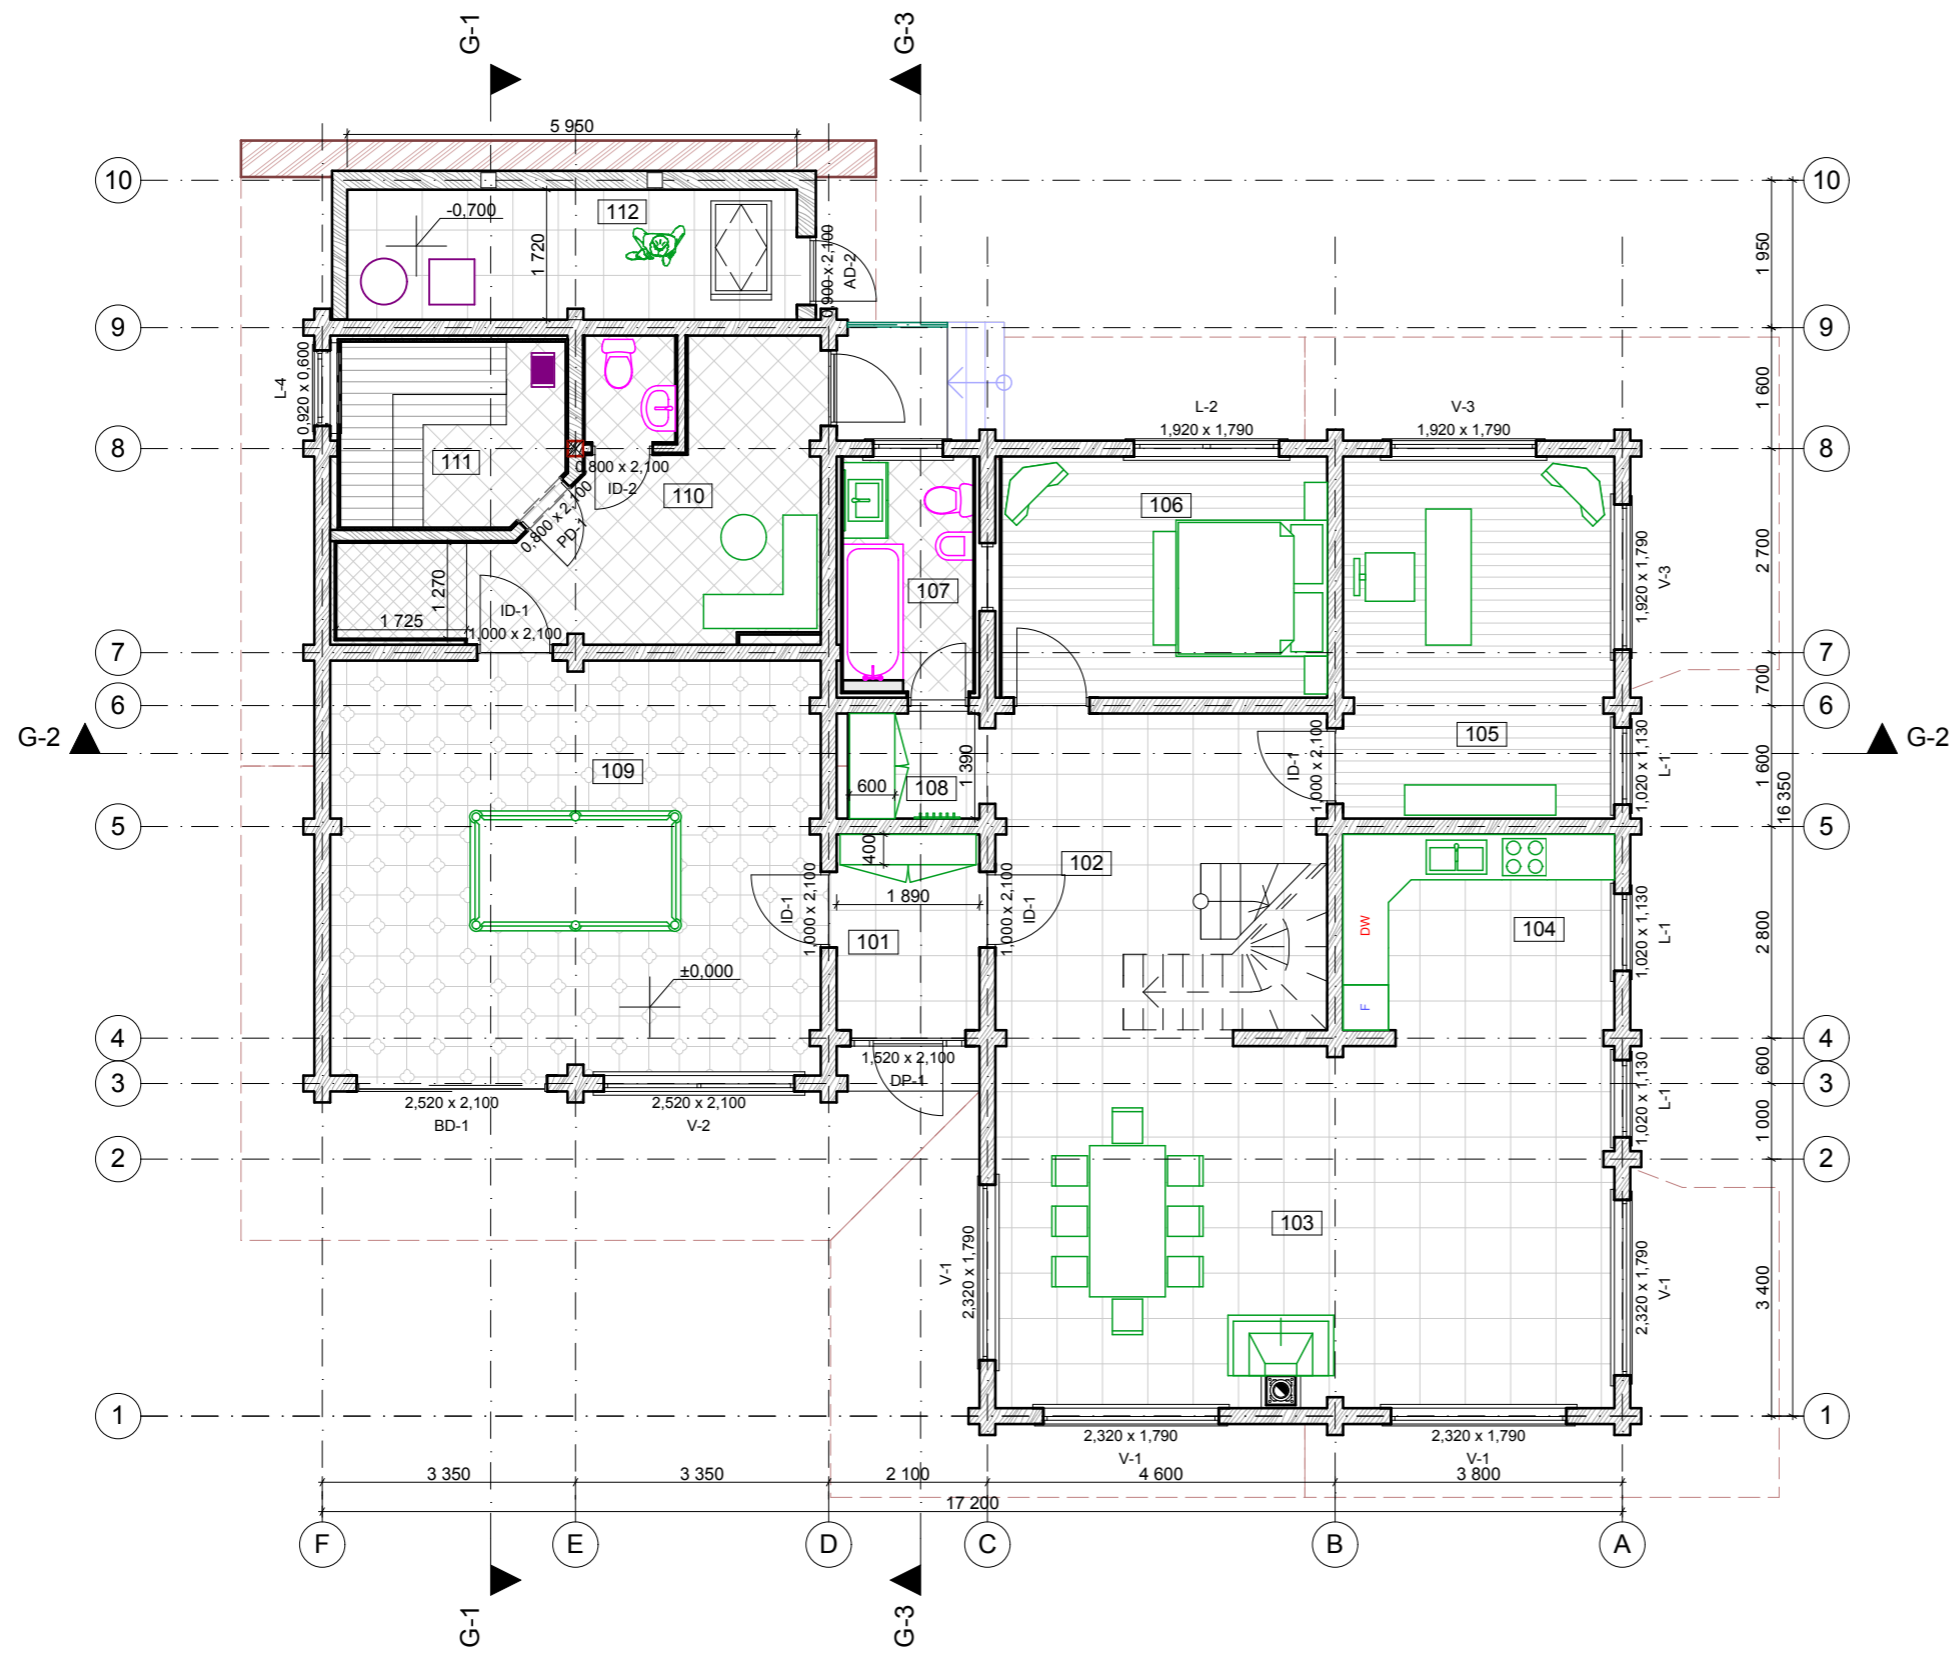 G-1
G-3
5 950
10
10
112
-0,700
1 720
0,900 x 2,100
AD-2
1 950
9
9
L-4
0,920 x 0,600
1 600
L-2
1,920 x 1,790
V-3
1,920 x 1,790
8
8
111
0,800 x 2,100
ID-2
110
106
0,800 x 2,100
PD-1
2 700
1,920 x 1,790
V-3
1 270
107
ID-1
1 725
1,000 x 2,100
7
7
700
6
6
G-2
G-2
105
109
108
600
1 390
ID-1
1,000 x 2,100
1,020 x 1,130
L-1
1 600
16 350
5
5
400
102
1 890
ID-1
1,000 x 2,100
1,000 x 2,100
ID-1
101
DW
104
1,020 x 1,130
L-1
2 800
±0,000
F
4
4
1,520 x 2,100
DP-1
600
3
3
2,520 x 2,100
BD-1
2,520 x 2,100
V-2
1,020 x 1,130
L-1
1 000
2
2
103
V-1
2,320 x 1,790
2,320 x 1,790
V-1
3 400
1
1
2,320 x 1,790
V-1
2,320 x 1,790
V-1
3 350
3 350
2 100
4 600
3 800
17 200
F
E
D
C
B
A
G-1
G-3